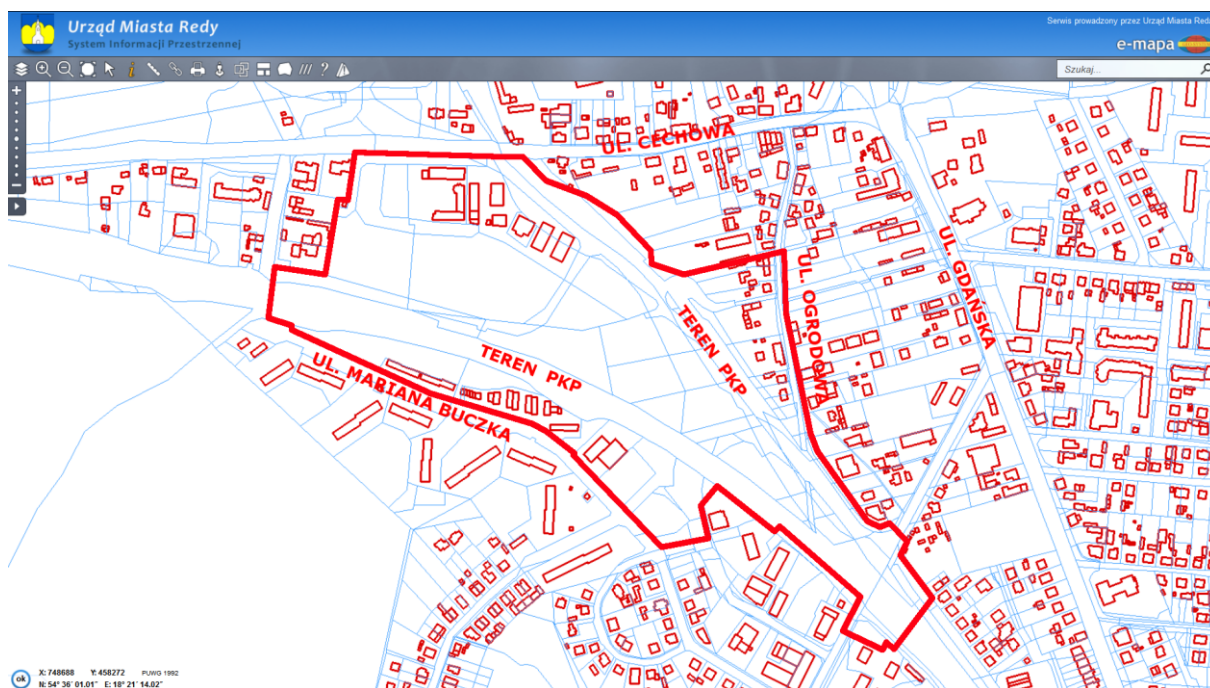 Urząd Miasta Redy
System Informacji Przestrzennej
Serwis prowadzony przez Urząd Miasta Reda
e-mapa
Szukaj...
UL. CECHOWA
UL. GDAŃSKA
UL. OGRODOWA
TEREN PKP
TEREN PKP
UL. MARIANA BUCZKA
ok
X: 748688 Y: 458272 PUWG 1992
N: 54° 36' 01.01" E: 18° 21' 14.02"